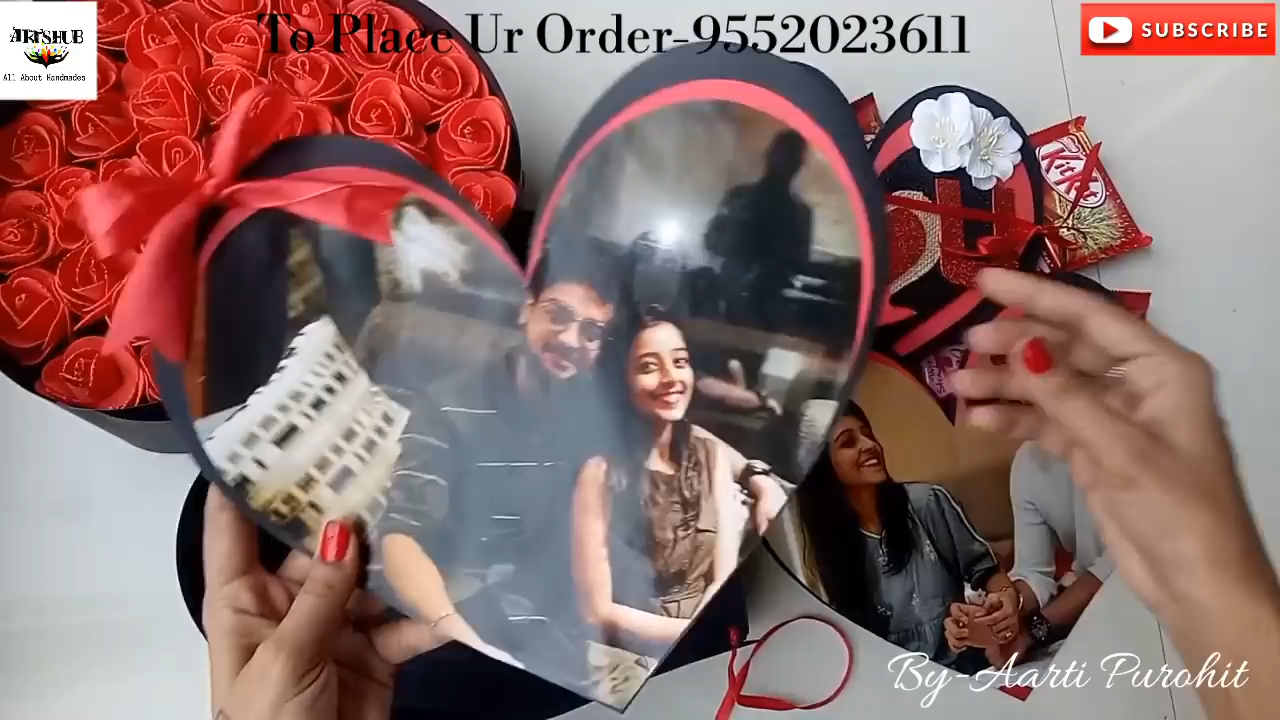 ARTSHUB
All About Handmades
To Place Ur Order-9552023611
SUBSCRIBE
KitKat
By-Aarti Purohit